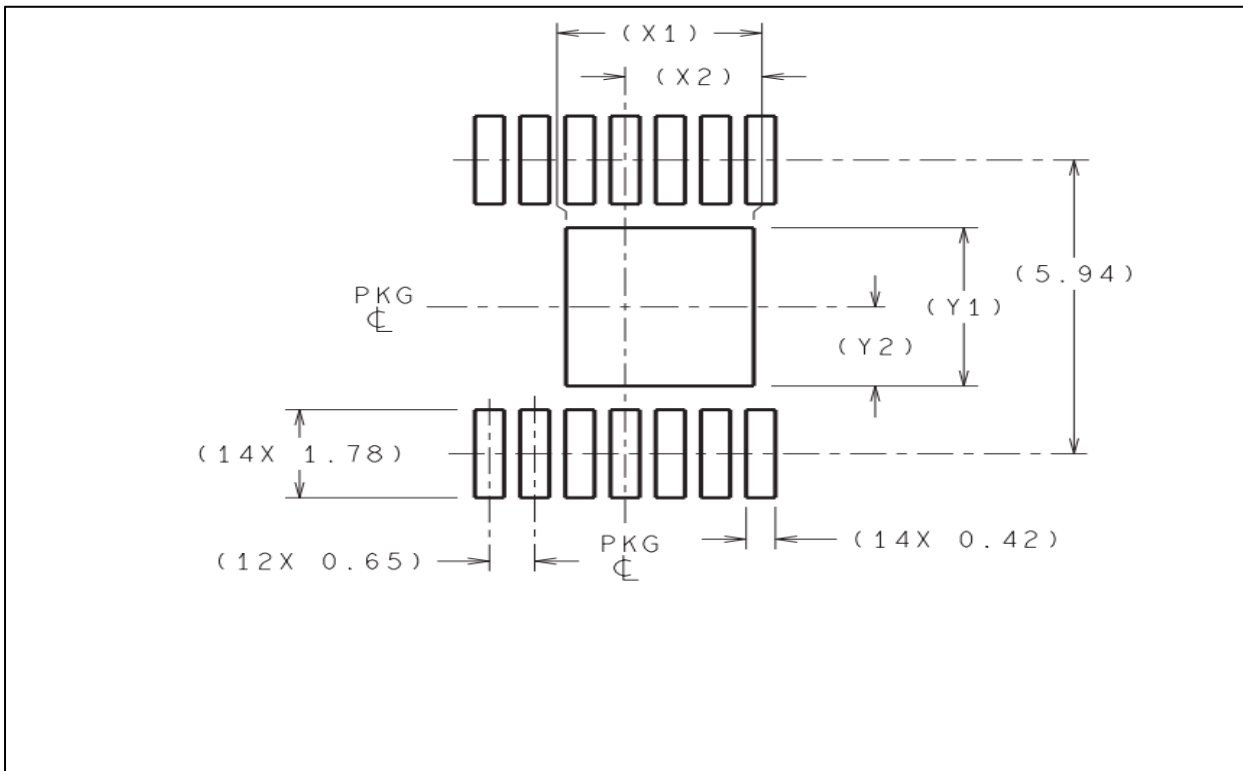 (X1)
(X2)
(5.94)
PKG
℄
(Y1)
(Y2)
(14X 1.78)
(12X 0.65)
PKG
℄
(14X 0.42)